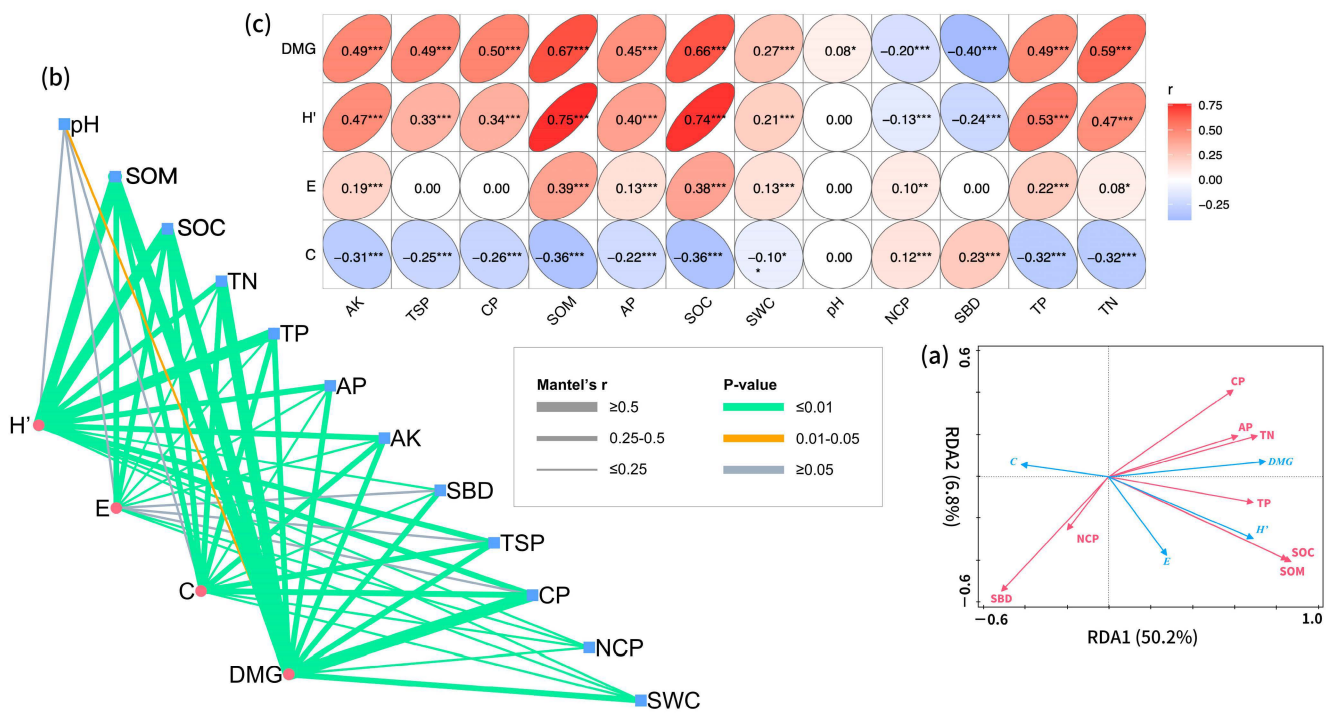 (c)
DMG 0.49*** 0.49*** 0.50*** 0.67*** 0.45*** 0.66*** 0.27*** 0.08* −0.20*** −0.40*** 0.49*** 0.59***
H' 0.47*** 0.33*** 0.34*** 0.75*** 0.40*** 0.74*** 0.21*** 0.00 −0.13*** −0.24*** 0.53*** 0.47***
E 0.19*** 0.00 0.00 0.39*** 0.13*** 0.38*** 0.13*** 0.00 0.10** 0.00 0.22*** 0.08*
C −0.31*** −0.25*** −0.26*** −0.36*** −0.22*** −0.36*** −0.10*
* 0.00 0.12*** 0.23*** −0.32*** −0.32***
AK TSP CP SOM AP SOC SWC pH NCP SBD TP TN
r
0.75
0.50
0.25
0.00
−0.25
(b)
pH
SOM
SOC
TN
TP
AP
AK
SBD
TSP
CP
NCP
SWC
H'
E
C
DMG
Mantel's r
≥0.5
0.25-0.5
≤0.25
P-value
≤0.01
0.01-0.05
≥0.05
(a)
0.6
RDA2 (6.8%)
−0.6
CP
AP
TN
C
DMG
TP
NCP
H'
E
SOC
SOM
SBD
−0.6
1.0
RDA1 (50.2%)